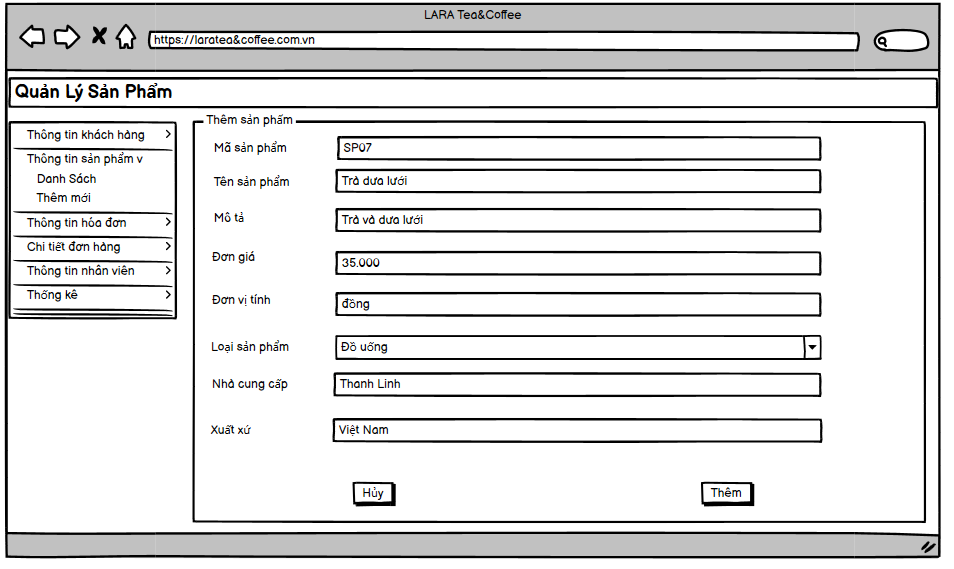 LARA Tea&Coffee
https://laratea&coffee.com.vn
Quản Lý Sản Phẩm
Thông tin khách hàng >
Thông tin sản phẩm v
Danh Sách
Thêm mới
Thông tin hóa đơn >
Chi tiết đơn hàng >
Thông tin nhân viên >
Thống kê >
Thêm sản phẩm
Mã sản phẩm SP07
Tên sản phẩm Trà dưa lưới
Mô tả Trà và dưa lưới
Đơn giá 35.000
Đơn vị tính đồng
Loại sản phẩm Đồ uống
Nhà cung cấp Thanh Linh
Xuất xứ Việt Nam
Hủy Thêm